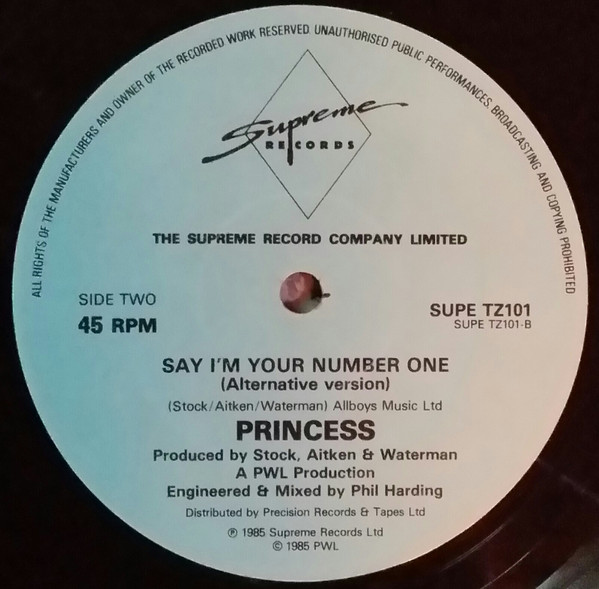 ALL RIGHTS OF THE MANUFACTURERS AND OWNER OF THE RECORDED WORK RESERVED. UNAUTHORISED PUBLIC PERFORMANCES, BROADCASTING AND COPYING PROHIBITED
Supreme
RECORDS
THE SUPREME RECORD COMPANY LIMITED
SIDE TWO
45 RPM
SUPE TZ101
SUPE TZ101-B
SAY I'M YOUR NUMBER ONE
(Alternative version)
(Stock/Aitken/Waterman) Allboys Music Ltd
PRINCESS
Produced by Stock, Aitken & Waterman
A PWL Production
Engineered & Mixed by Phil Harding
Distributed by Precision Records & Tapes Ltd
℗ 1985 Supreme Records Ltd
© 1985 PWL